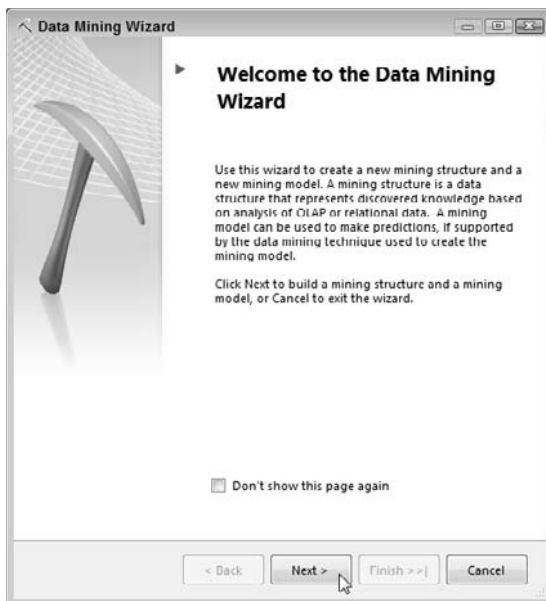 Data Mining Wizard
Welcome to the Data Mining
Wizard
Use this wizard to create a new mining structure and a
new mining model. A mining structure is a data
structure that represents discovered knowledge based
on analysis of OLAP or relational data. A mining
model can be used to make predictions, if supported
by the data mining technique used to create the
mining model.
Click Next to build a mining structure and a mining
model, or Cancel to exit the wizard.
Don't show this page again
< Back
Next >
Finish >>|
Cancel